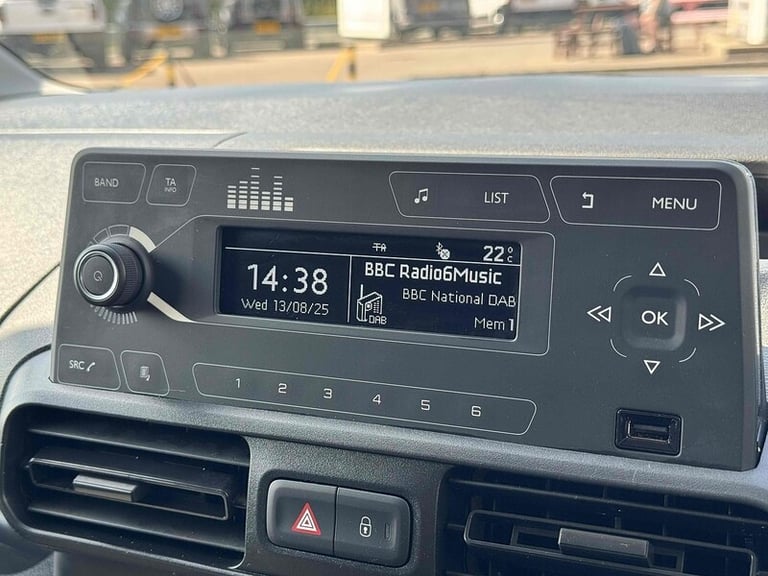 BAND
TA
INFO
LIST
MENU
TA
22°C
14:38
Wed 13/08/25
BBC Radio6Music
BBC National DAB
DAB
Mem 1
OK
SRC
1 2 3 4 5 6